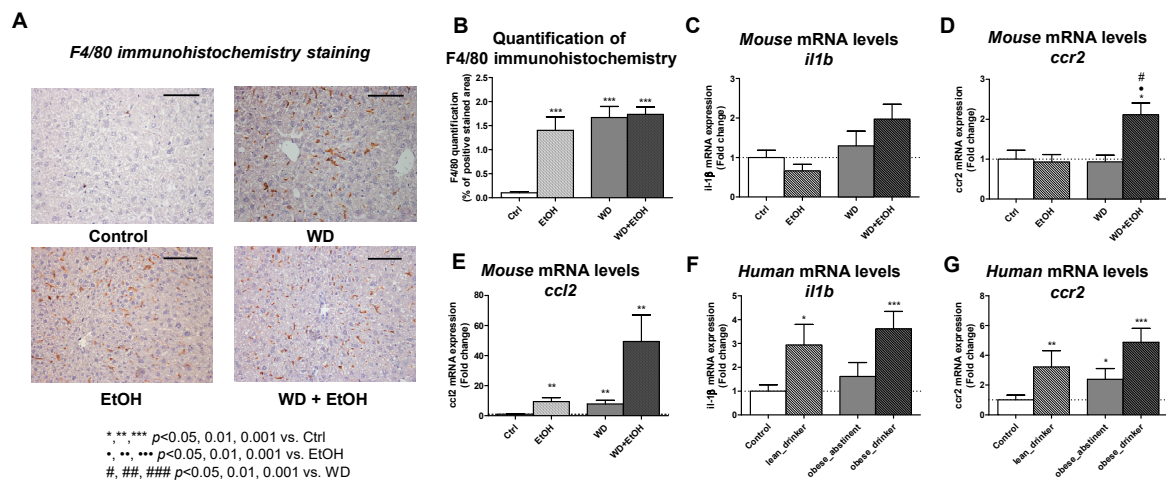 A
F4/80 immunohistochemistry staining
Control
WD
EtOH
WD + EtOH
*,**,*** p<0.05, 0.01, 0.001 vs. Ctrl
•, ••, ••• p<0.05, 0.01, 0.001 vs. EtOH
#, ##, ### p<0.05, 0.01, 0.001 vs. WD
B
Quantification of
F4/80 immunohistochemistry
F4/80 quantification
(% of positive stained area)
2.0
1.5
1.0
0.5
0.0
***
***
***
Ctrl
EtOH
WD
WD+EtOH
C
Mouse mRNA levels
il1b
il-1β mRNA expression
(Fold change)
3
2
1
0
Ctrl
EtOH
WD
WD+EtOH
D
Mouse mRNA levels
ccr2
ccr2 mRNA expression
(Fold change)
3
2
1
0
#
•
*
Ctrl
EtOH
WD
WD+EtOH
E
Mouse mRNA levels
ccl2
ccl2 mRNA expression
(Fold change)
80
60
40
20
0
**
**
**
Ctrl
EtOH
WD
WD+EtOH
F
Human mRNA levels
il1b
il-1β mRNA expression
(Fold change)
5
4
3
2
1
0
*
***
Control
lean_drinker
obese_abstinent
obese_drinker
G
Human mRNA levels
ccr2
ccr2 mRNA expression
(Fold change)
8
6
4
2
0
**
*
***
Control
lean_drinker
obese_abstinent
obese_drinker